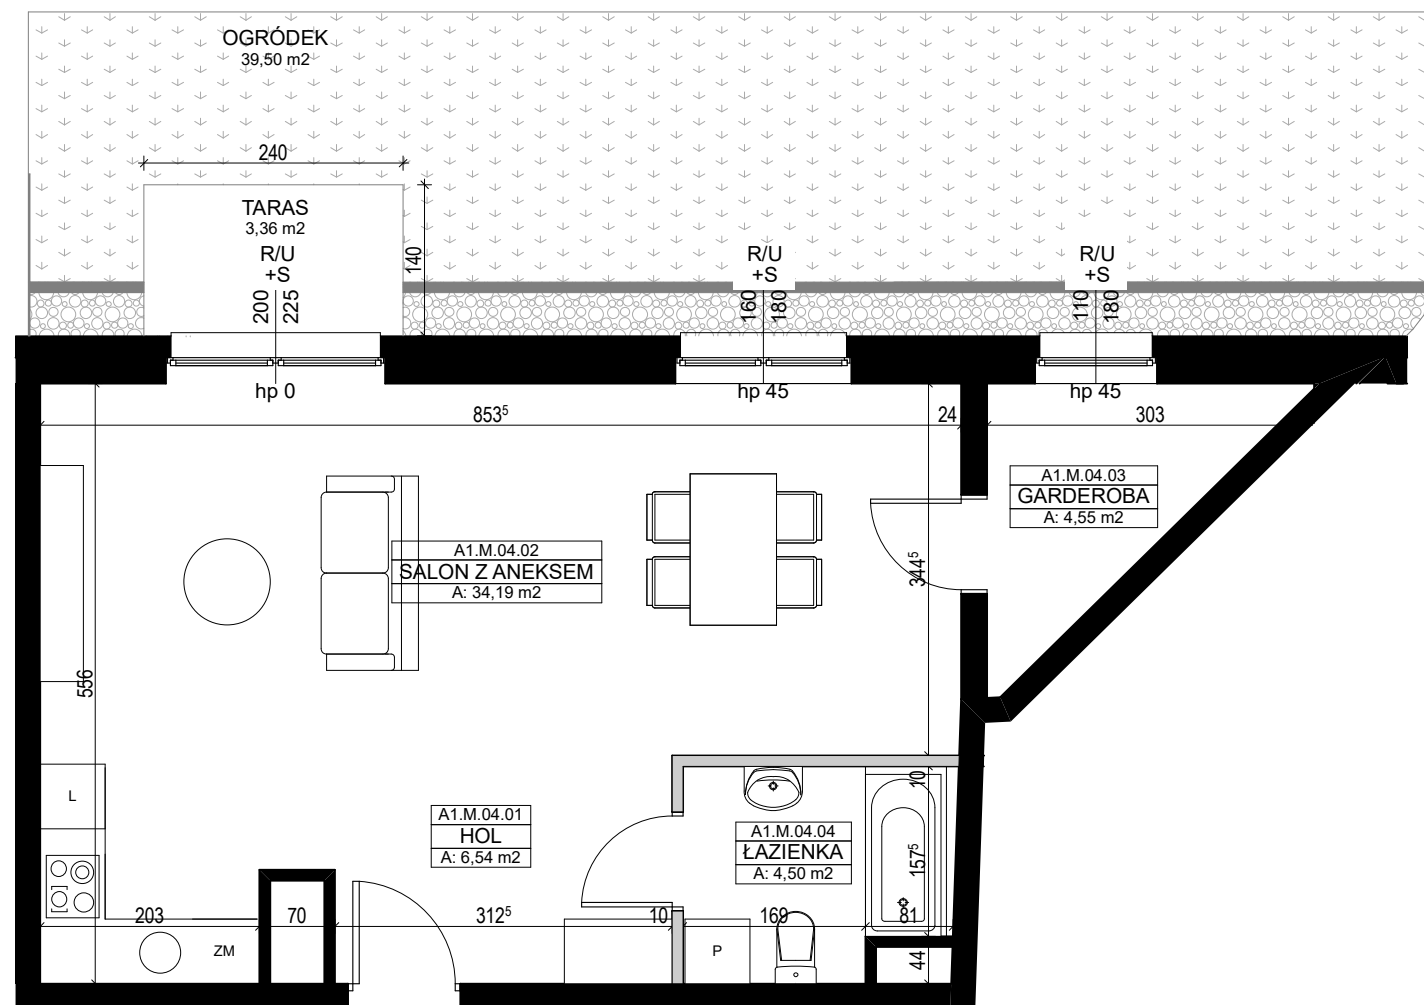 OGRÓDEK
39,50 m2
240
TARAS
3,36 m2
140
R/U
+S
200
225
R/U
+S
160
180
R/U
+S
110
180
hp 0
hp 45
hp 45
853⁵
24
303
A1.M.04.03
GARDEROBA
A: 4,55 m2
A1.M.04.02
SALON Z ANEKSEM
A: 34,19 m2
344⁵
556
L
A1.M.04.01
HOL
A: 6,54 m2
A1.M.04.04
ŁAZIENKA
A: 4,50 m2
10
157⁵
203
70
312⁵
10
169
81
ZM
P
44